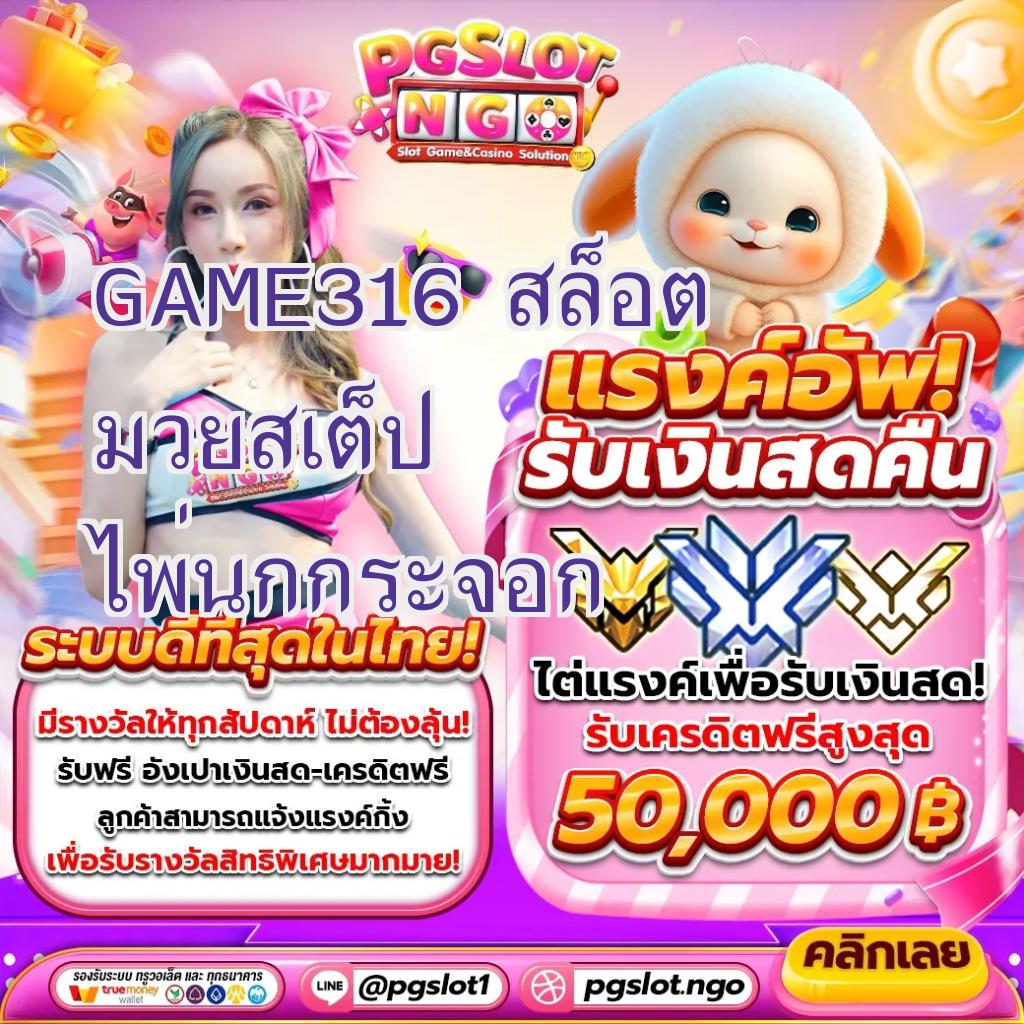 PGSLOT
NGO
Slot Game&Casino Solution
GAME316 สล็อต
มวยสเต็ป
ไพ่นกกระจอก
แรงค์อัพ!
รับเงินสดคืน
ระบบดีที่สุดในไทย!
มีรางวัลให้ทุกสัปดาห์ ไม่ต้องลุ้น!
รับฟรี อังเปาเงินสด-เครดิตฟรี
ลูกค้าสามารถแจ้งแรงค์กิ้ง
เพื่อรับรางวัลสิทธิพิเศษมากมาย!
ไต่แรงค์เพื่อรับเงินสด!
รับเครดิตฟรีสูงสุด
50,000฿
คลิกเลย
รองรับระบบ ทรูวอเล็ต และ ทุกธนาคาร
truemoney
wallet
LINE @pgslot1
pgslot.ngo